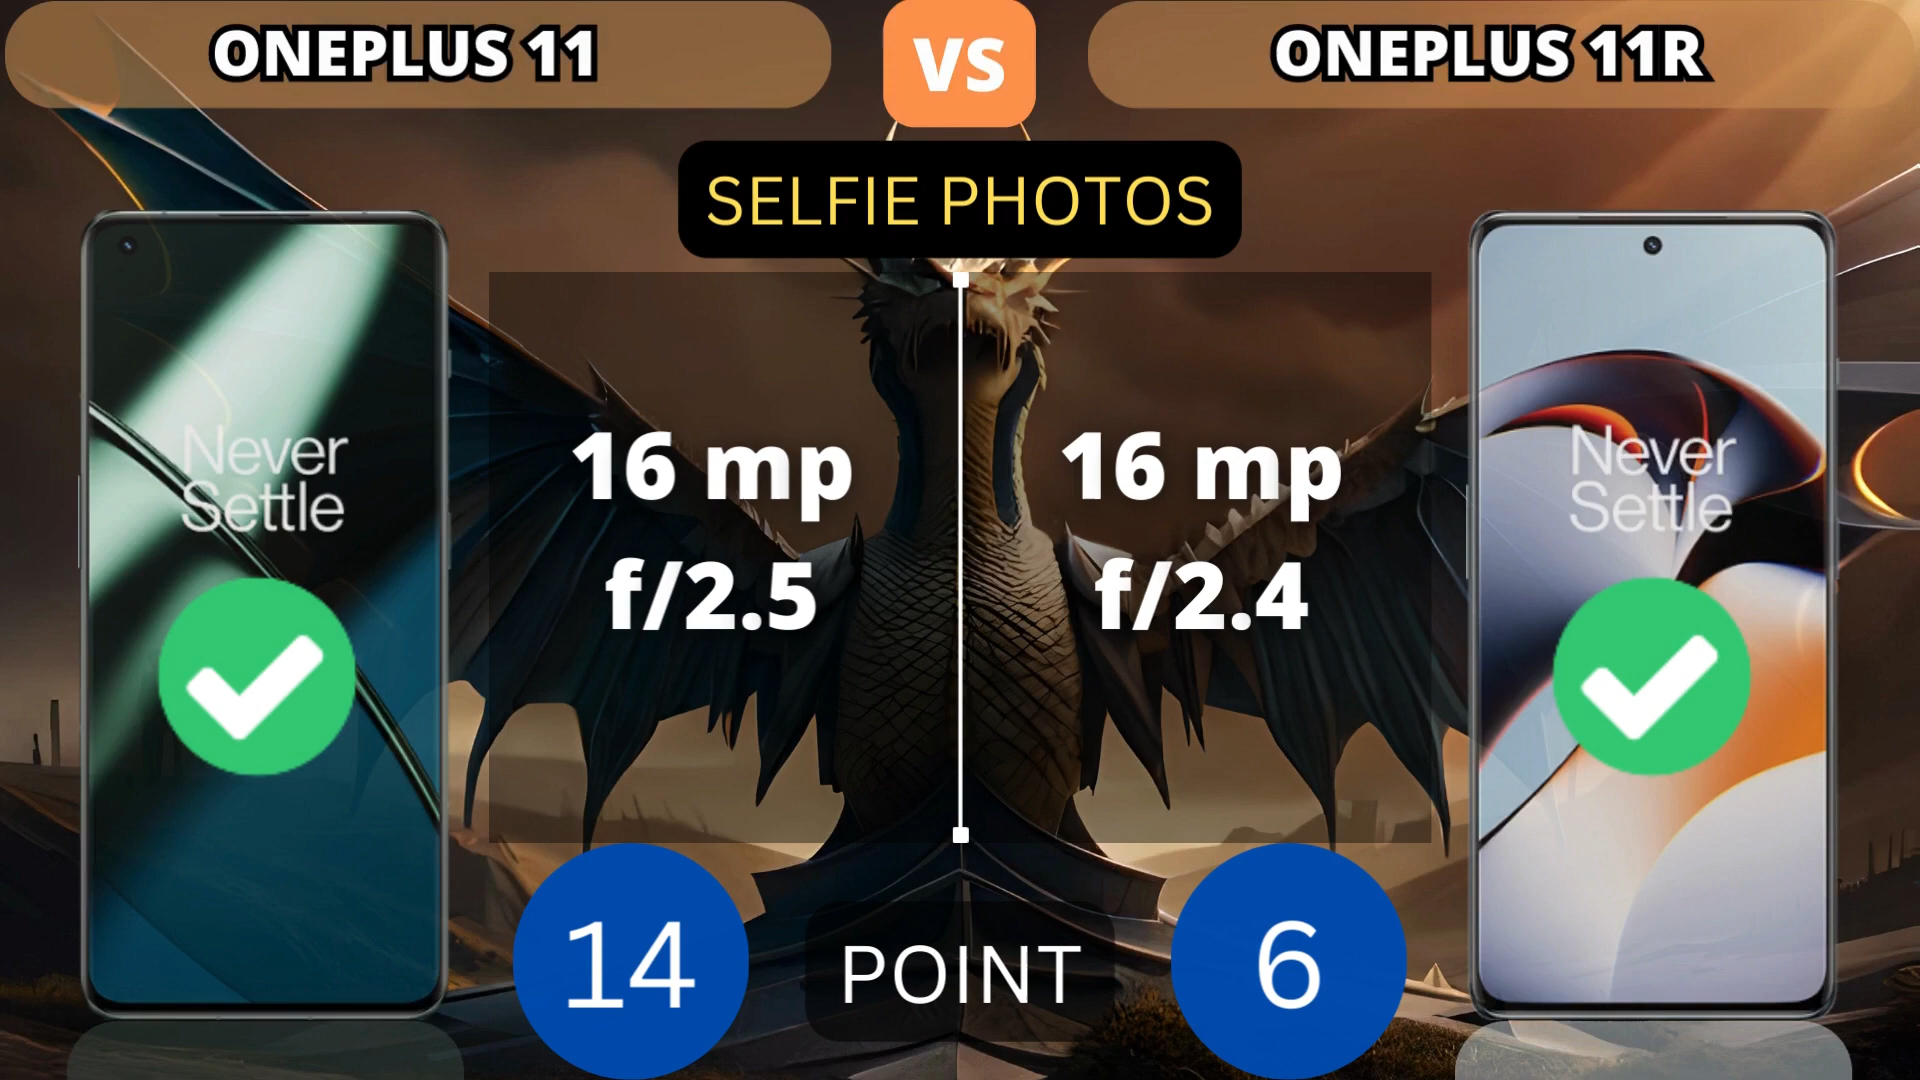 ONEPLUS 11
VS
ONEPLUS 11R
SELFIE PHOTOS
Never
Settle
16 mp
f/2.5
16 mp
f/2.4
Never
Settle
14
POINT
6